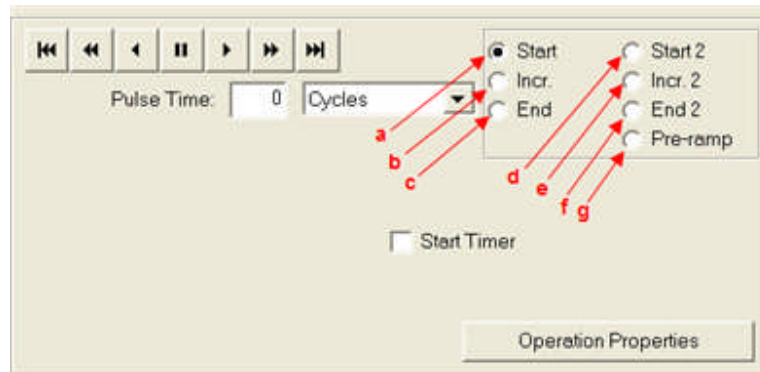 Start Start 2
Incr. Incr. 2
Pulse Time: 0 Cycles End End 2
Pre-ramp
a
b
c
d
e
f
g
Start Timer
Operation Properties